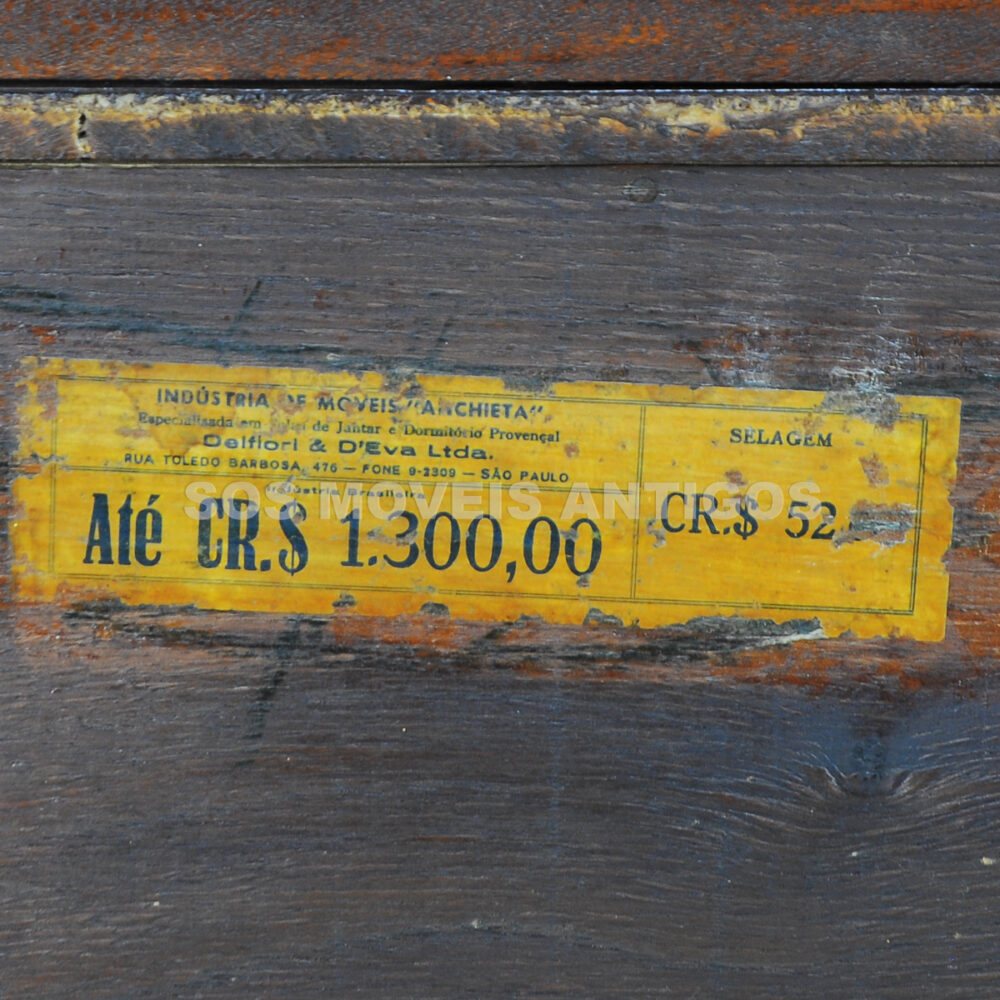 INDÚSTRIA DE MOVEIS "ANCHIETA"
Especializada em Salas de Jantar e Dormitório Provençal
Delfiori & D'Eva Ltda.
RUA TOLEDO BARBOSA, 476 — FONE 9-2309 — SÃO PAULO
Indústria Brasileira
Até CR.$ 1.300,00
SELAGEM
CR.$ 52
SOS MOVEIS ANTIGOS